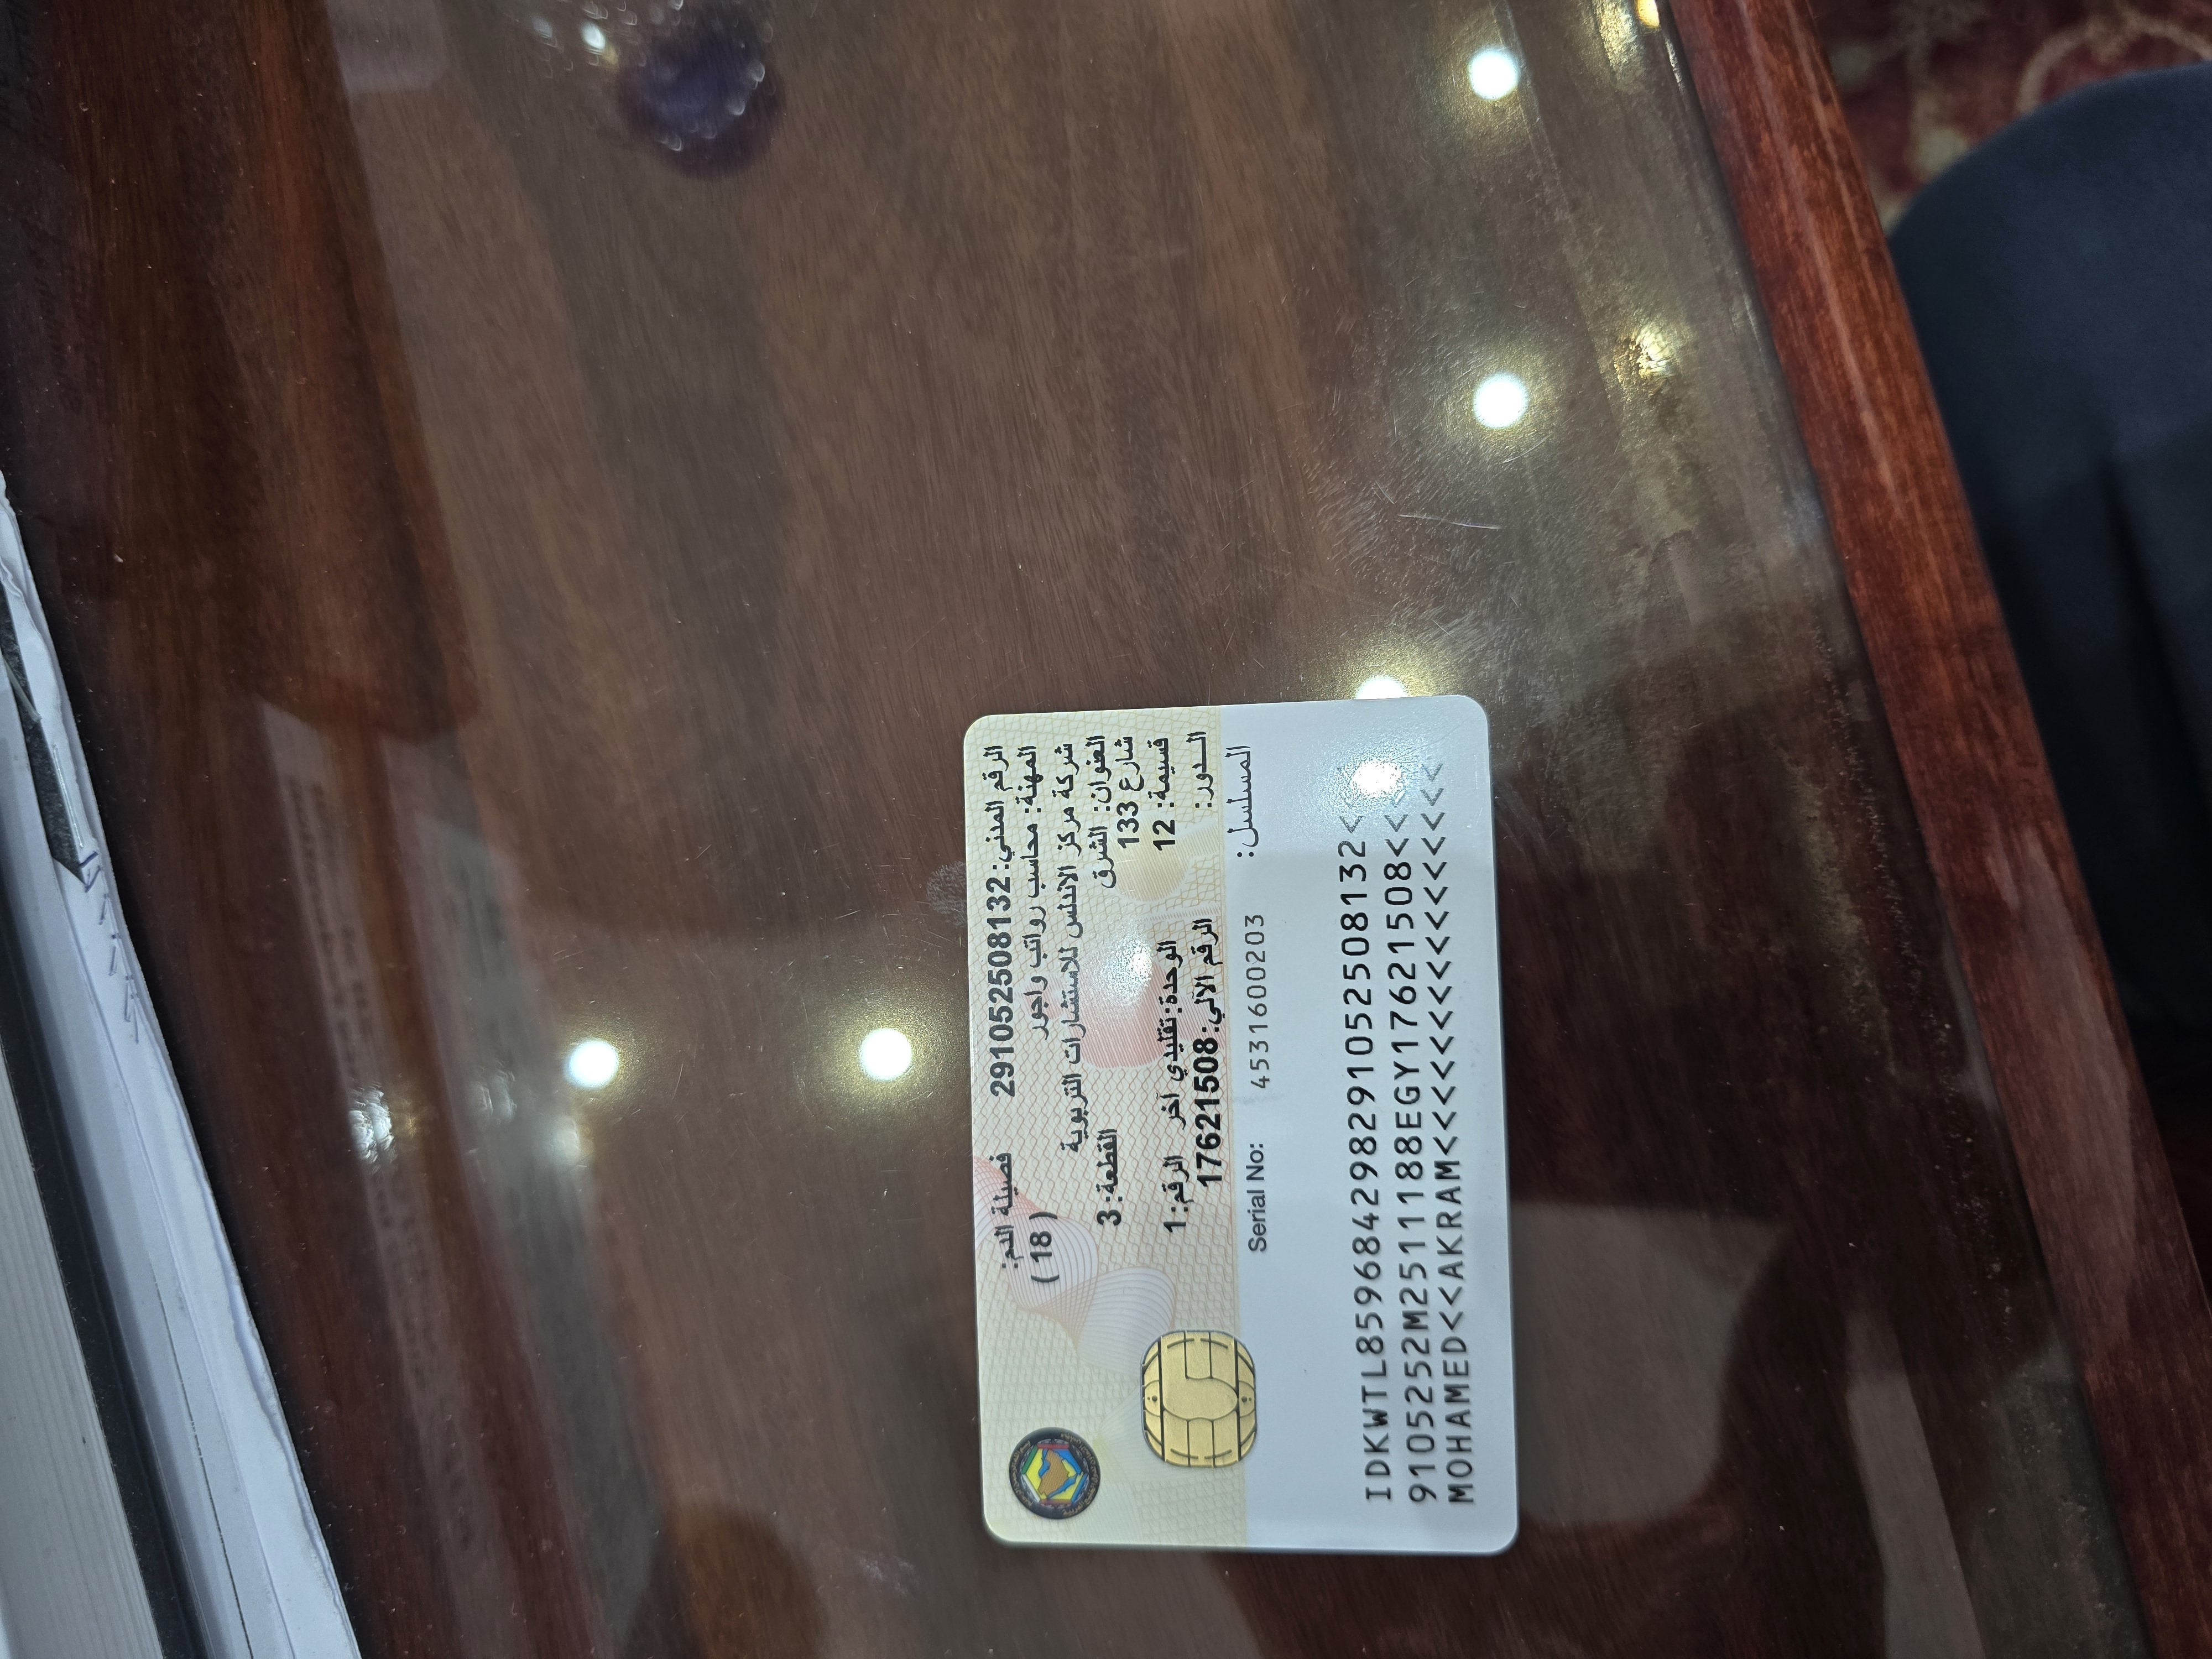 الرقم المدني: 291052508132 فصيلة الدم:
المهنة: محاسب رواتب واجور (18)
شركة مركز الاندلس للاستشارات التربوية
العنوان: الشرق القطعة: 3
شارع 133
قسيمة: 12 الوحدة: تقليدي آخر الرقم: 1
الـــدور: الرقم الآلي: 17621508
المسلسل: 4531600203 Serial No:
IDKWTL859684298291052508132<
9105252M2511188EGY17621508<<
MOHAMED<<AKRAM<<<<<<<<<<<<<<<<